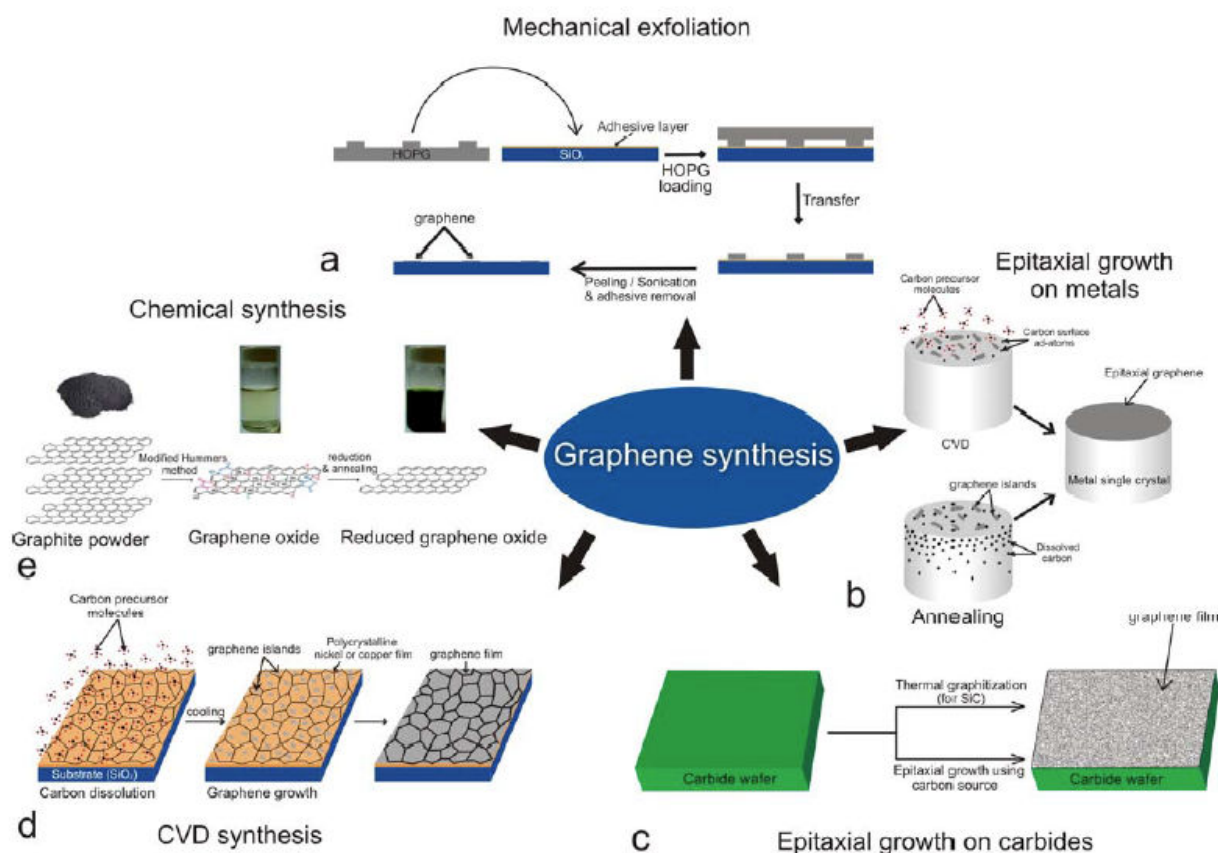 Mechanical exfoliation
HOPG
Adhesive layer
SiO₂
HOPG
loading
Transfer
graphene
Peeling / Sonication
& adhesive removal
a
Epitaxial growth
on metals
Carbon precursor
molecules
Carbon surface
ad-atoms
CVD
Epitaxial graphene
Metal single crystal
graphene islands
Dissolved
carbon
Annealing
b
Chemical synthesis
Modified Hummers
method
reduction
& annealing
Graphite powder
Graphene oxide
Reduced graphene oxide
e
Graphene synthesis
Carbon precursor
molecules
graphene islands
Polycrystalline
nickel or copper film
graphene film
cooling
Substrate (SiO₂)
Carbon dissolution
Graphene growth
d
CVD synthesis
graphene film
Thermal graphitization
(for SiC)
Epitaxial growth using
carbon source
Carbide wafer
Carbide wafer
c
Epitaxial growth on carbides